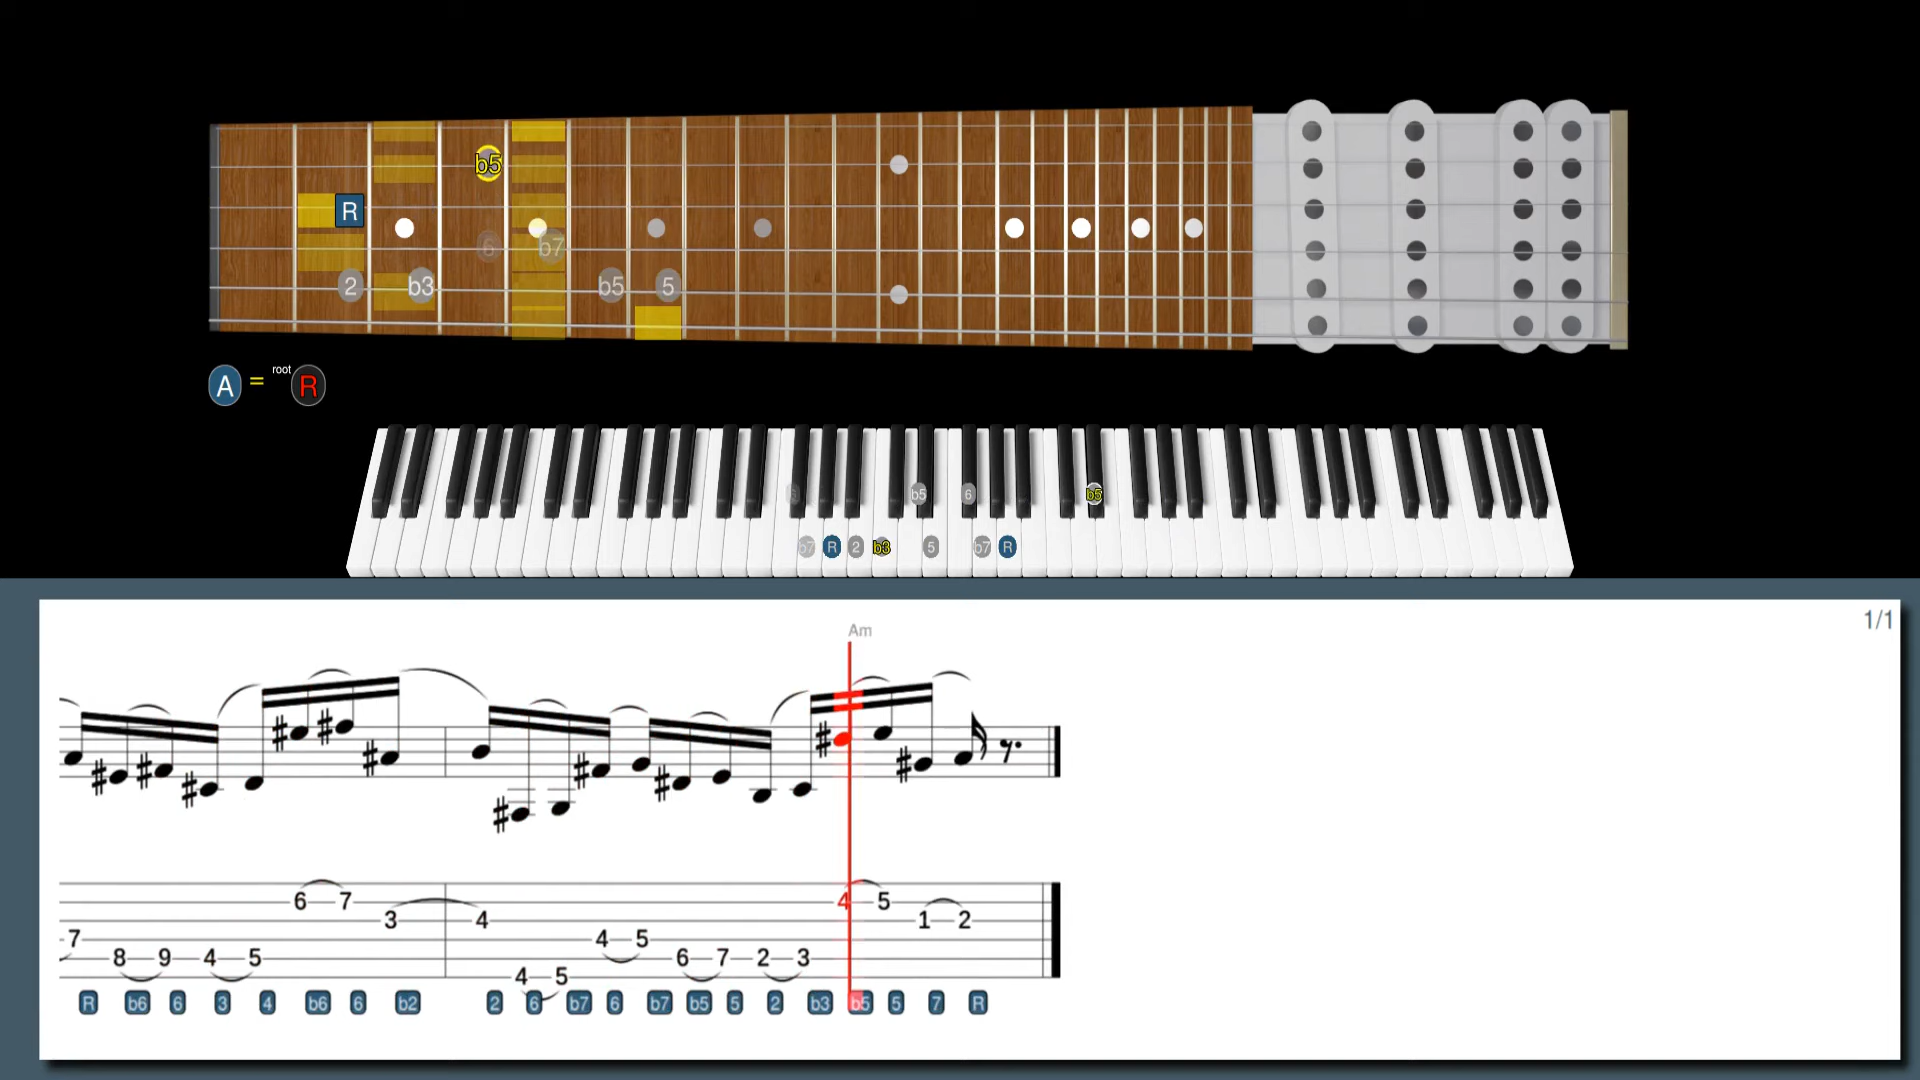 b5
R
6 b7
2 b3 b5 5
root
A = R
b5 6 b5
b7 R 2 b3 5 b7 R
1/1
Am
6 7 4 5
3 4 1 2
7 4 5
8 9 4 5 6 7 2 3
4 5
R b6 6 3 4 b6 6 b2 2 6 b7 6 b7 b5 5 2 b3 b5 5 7 R